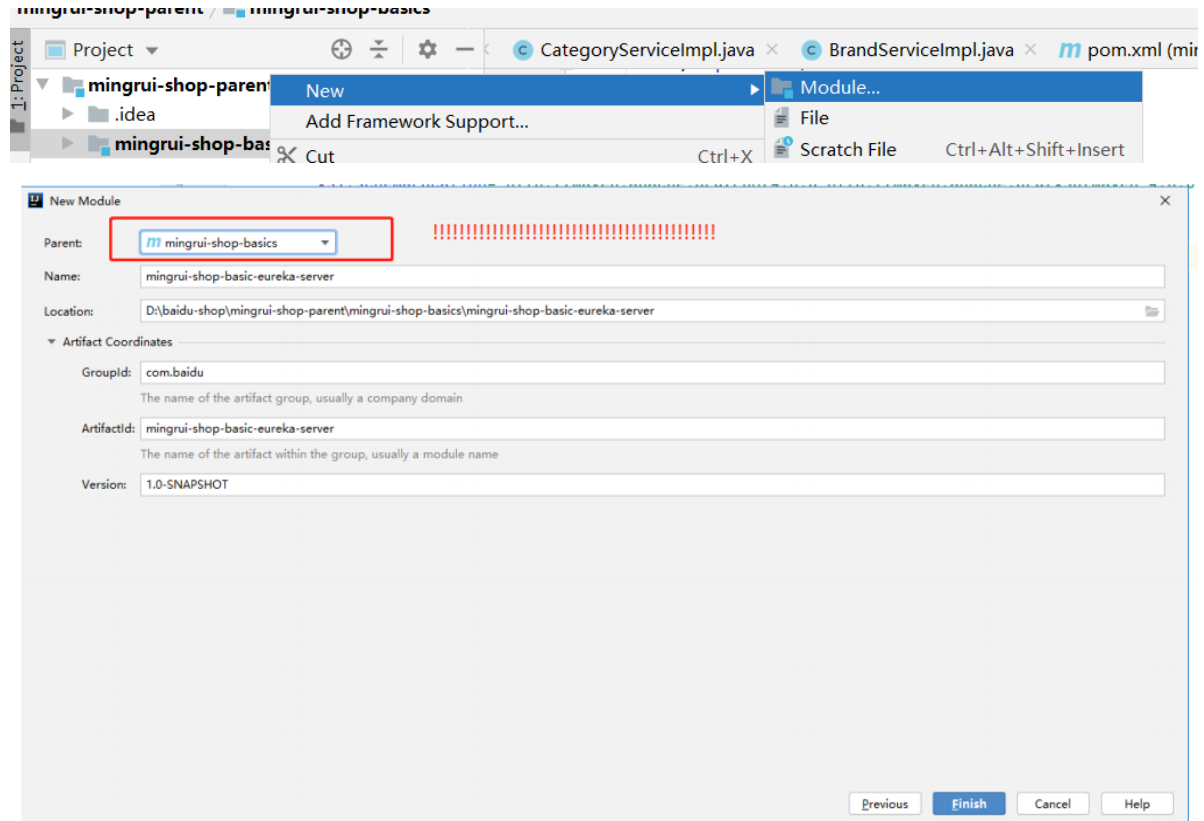 mingrui-shop-parent / mingrui-shop-basics
1: Project
Project
CategoryServiceImpl.java
BrandServiceImpl.java
m pom.xml (min
mingrui-shop-paren
New
Module...
.idea
Add Framework Support...
File
mingrui-shop-bas
Cut Ctrl+X
Scratch File Ctrl+Alt+Shift+Insert
New Module
Parent: m mingrui-shop-basics !!!!!!!!!!!!!!!!!!!!!!!!!!!!!!!!!!!!!!!!!!!
Name: mingrui-shop-basic-eureka-server
Location: D:\baidu-shop\mingrui-shop-parent\mingrui-shop-basics\mingrui-shop-basic-eureka-server
Artifact Coordinates
GroupId: com.baidu
The name of the artifact group, usually a company domain
ArtifactId: mingrui-shop-basic-eureka-server
The name of the artifact within the group, usually a module name
Version: 1.0-SNAPSHOT
Previous Finish Cancel Help